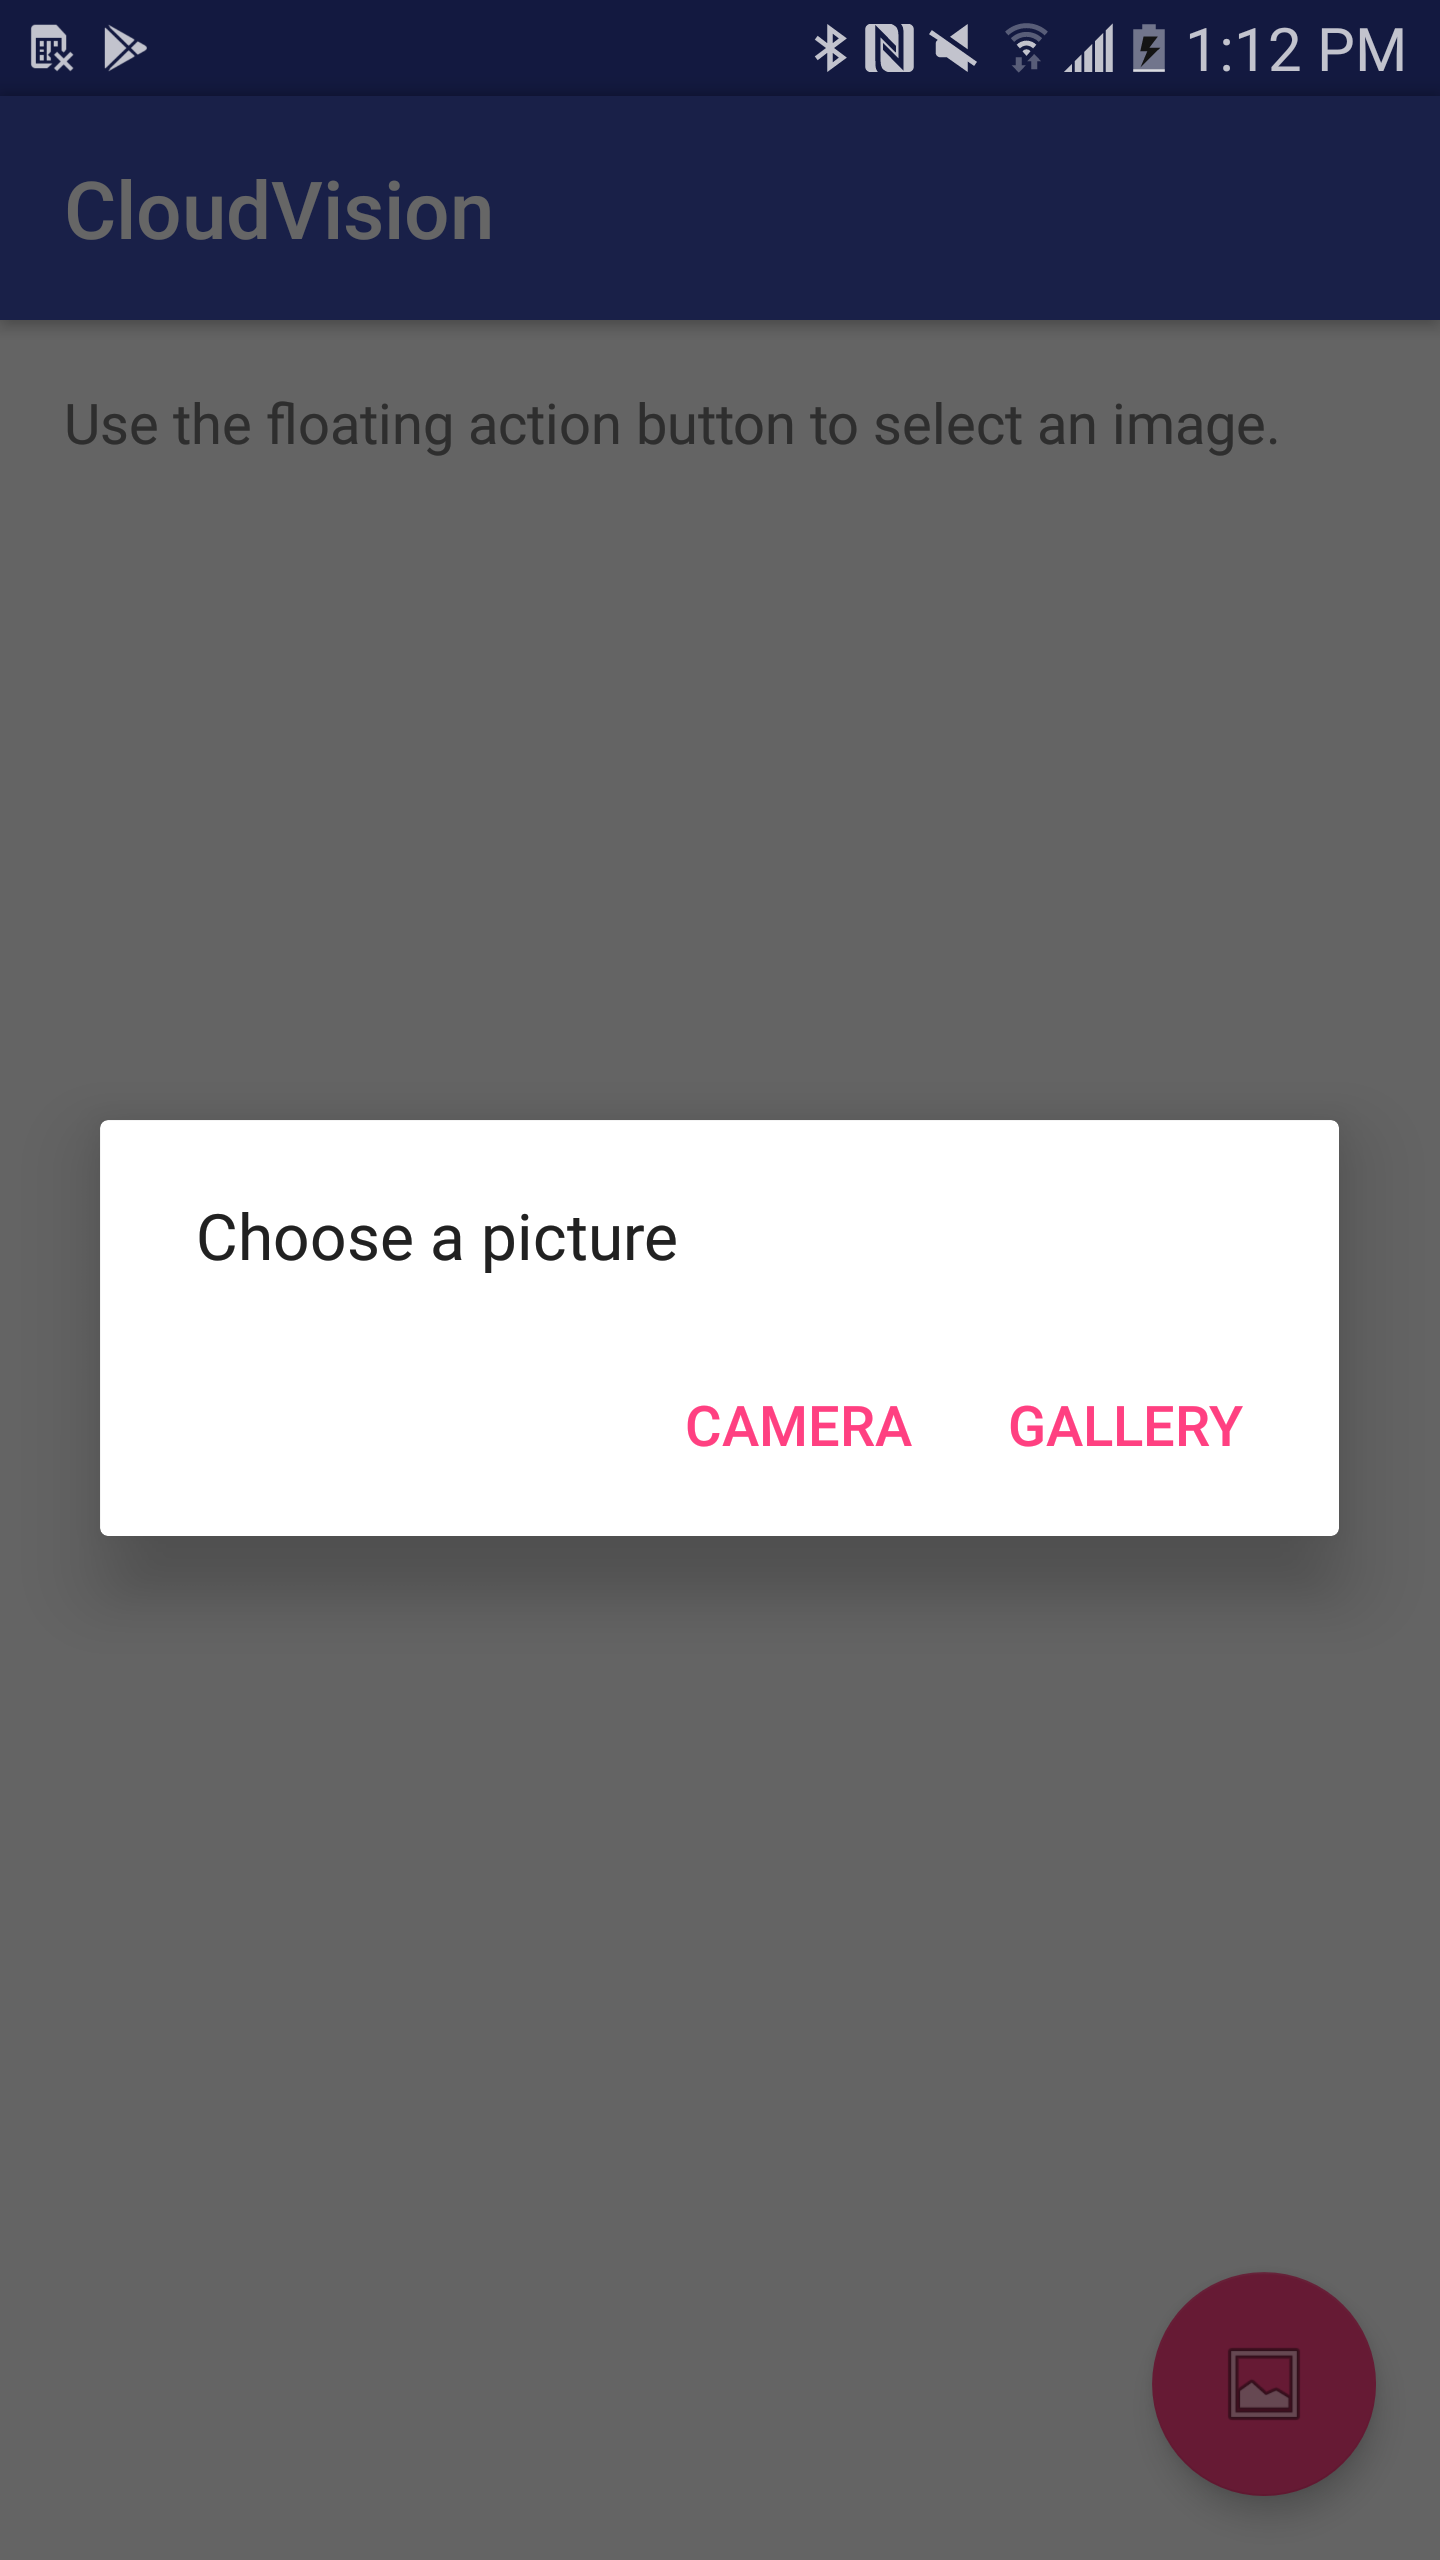 1:12 PM
CloudVision
Use the floating action button to select an image.
Choose a picture
CAMERA GALLERY